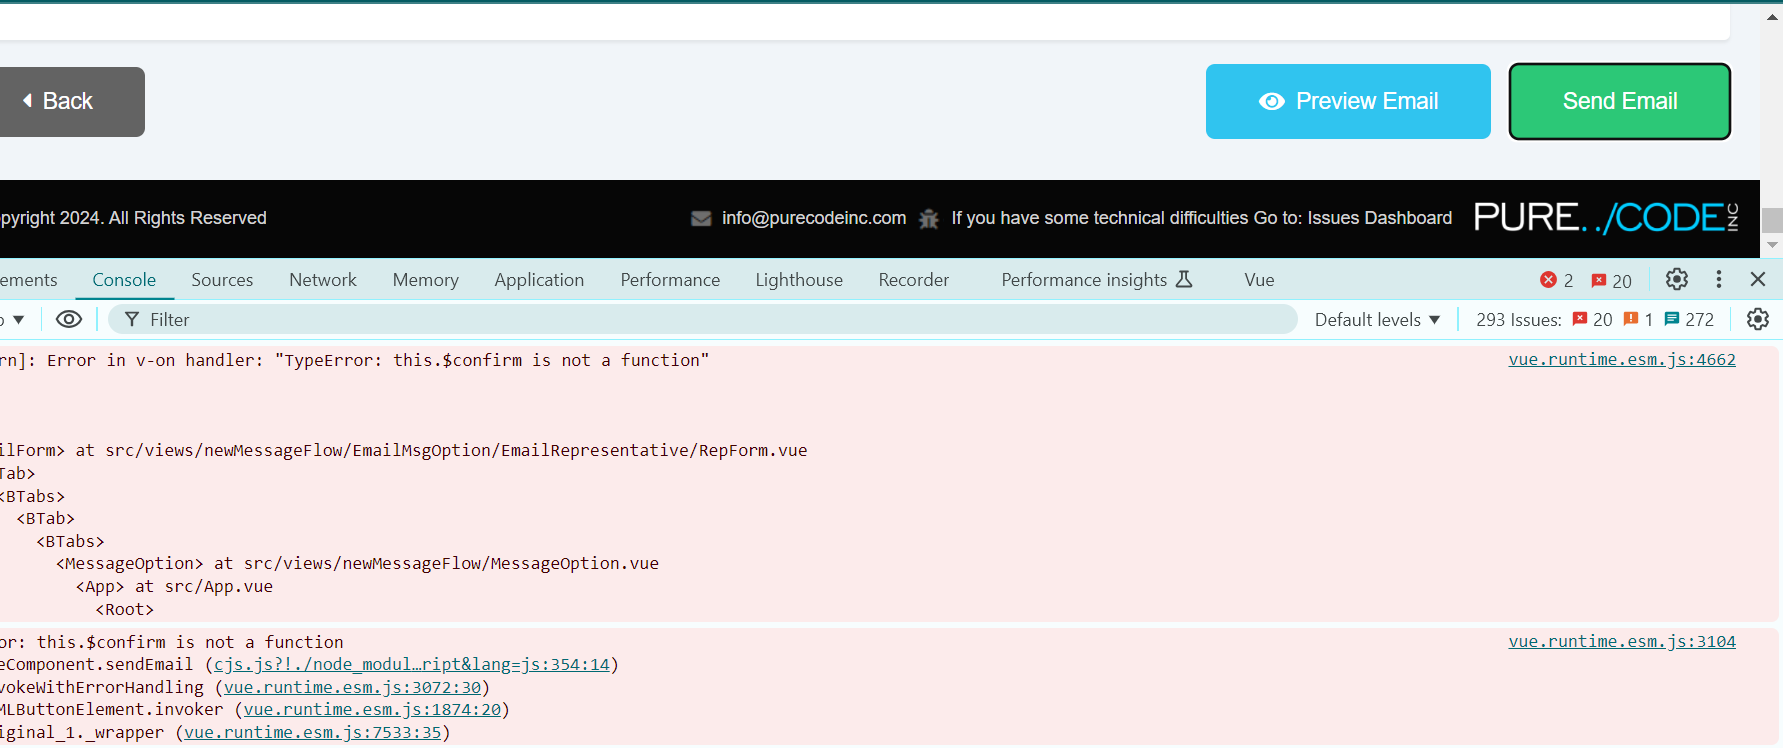 Back
Preview Email
Send Email
pyright 2024. All Rights Reserved
info@purecodeinc.com
If you have some technical difficulties Go to: Issues Dashboard
PURE../CODE INC
ements Console Sources Network Memory Application Performance Lighthouse Recorder Performance insights Vue 2 20
Filter Default levels 293 Issues: 20 1 272
rn]: Error in v-on handler: "TypeError: this.$confirm is not a function" vue.runtime.esm.js:4662
ilForm> at src/views/newMessageFlow/EmailMsgOption/EmailRepresentative/RepForm.vue
Tab>
<BTabs>
<BTab>
<BTabs>
<MessageOption> at src/views/newMessageFlow/MessageOption.vue
<App> at src/App.vue
<Root>
or: this.$confirm is not a function vue.runtime.esm.js:3104
eComponent.sendEmail (cjs.js?!./node_modul…ript&lang=js:354:14)
vokeWithErrorHandling (vue.runtime.esm.js:3072:30)
MLButtonElement.invoker (vue.runtime.esm.js:1874:20)
iginal_1._wrapper (vue.runtime.esm.js:7533:35)